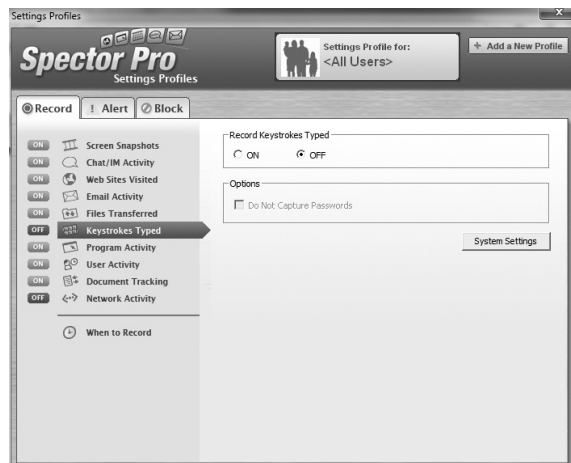 Settings Profiles
x
Spector Pro
Settings Profiles
Settings Profile for:
<All Users>
+ Add a New Profile
Record
! Alert
Block
ON Screen Snapshots
ON Chat/IM Activity
ON Web Sites Visited
ON Email Activity
ON Files Transferred
OFF Keystrokes Typed
ON Program Activity
ON User Activity
ON Document Tracking
OFF Network Activity
When to Record
Record Keystrokes Typed
ON
OFF
Options
Do Not Capture Passwords
System Settings